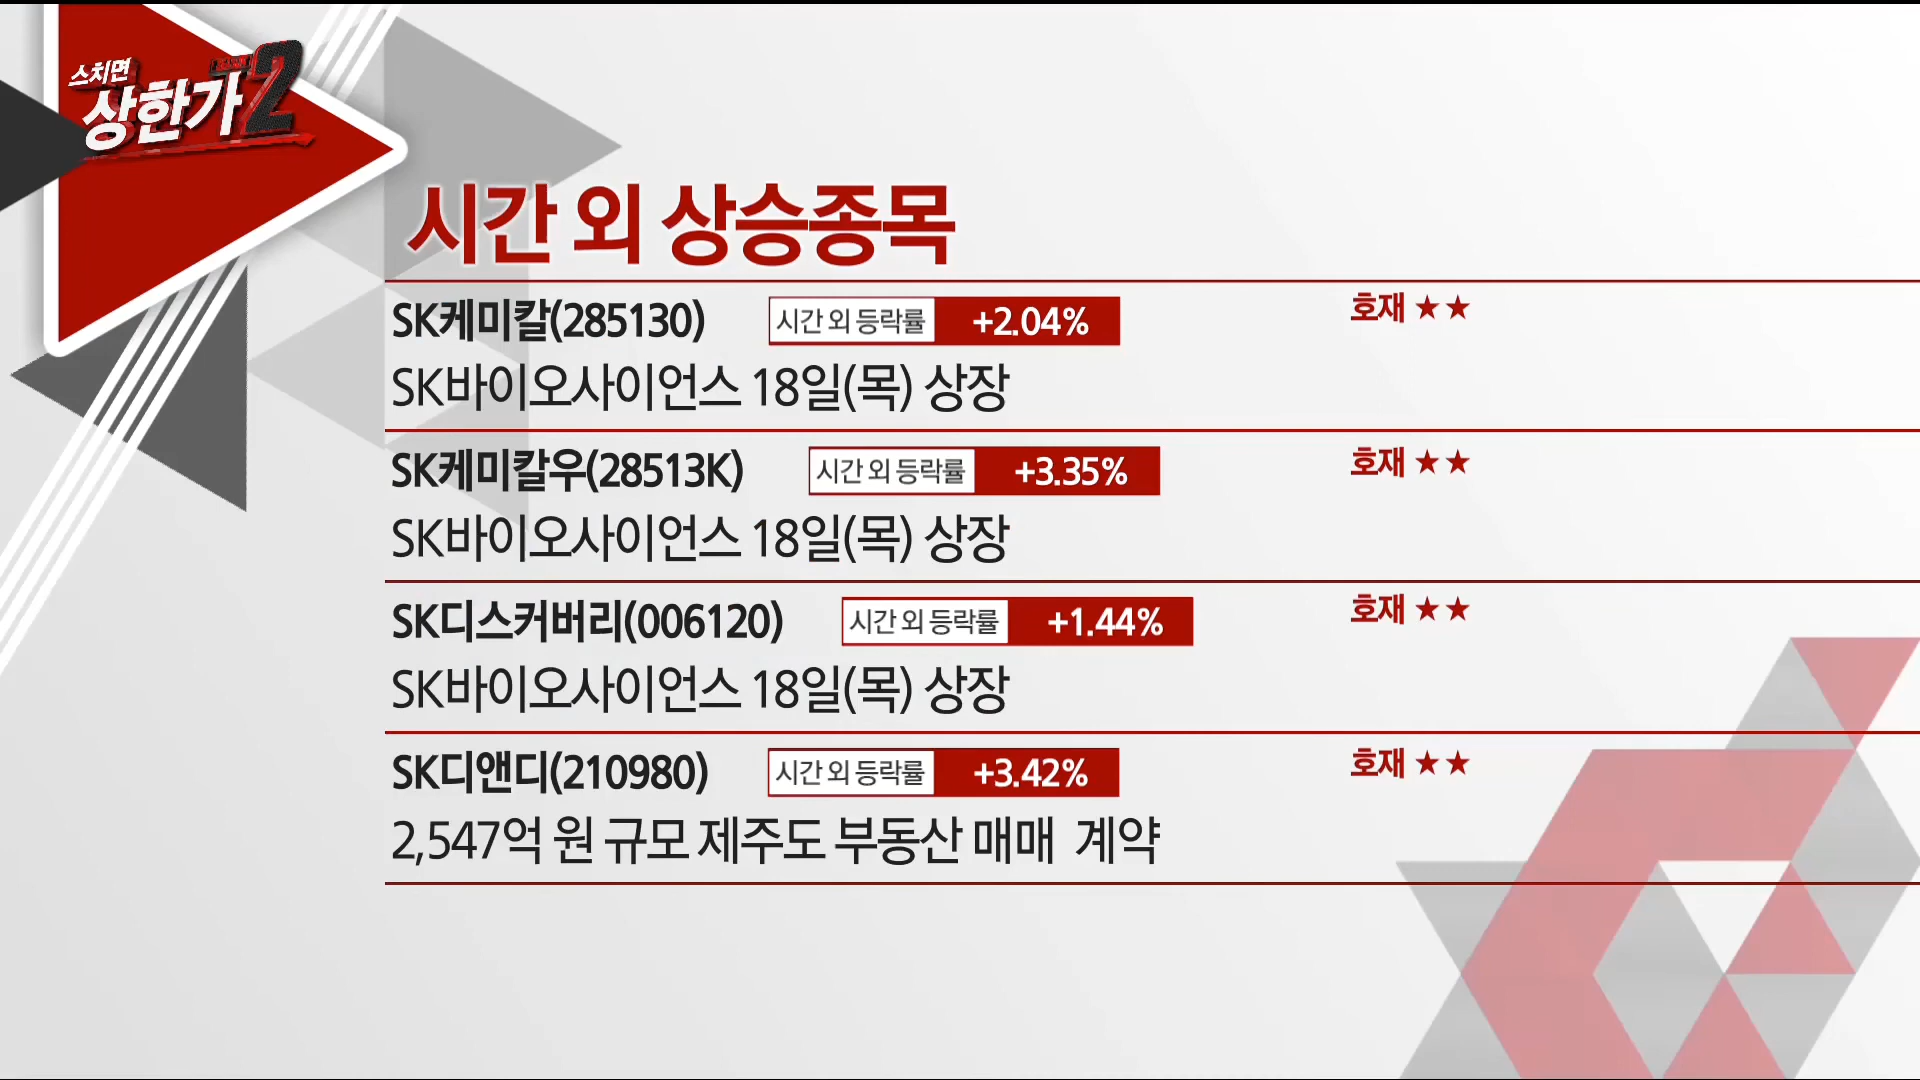 스치면
상한가2
시간 외 상승종목
SK케미칼(285130) 시간 외 등락률 +2.04% 호재 ★★
SK바이오사이언스 18일(목) 상장
SK케미칼우(28513K) 시간 외 등락률 +3.35% 호재 ★★
SK바이오사이언스 18일(목) 상장
SK디스커버리(006120) 시간 외 등락률 +1.44% 호재 ★★
SK바이오사이언스 18일(목) 상장
SK디앤디(210980) 시간 외 등락률 +3.42% 호재 ★★
2,547억 원 규모 제주도 부동산 매매 계약